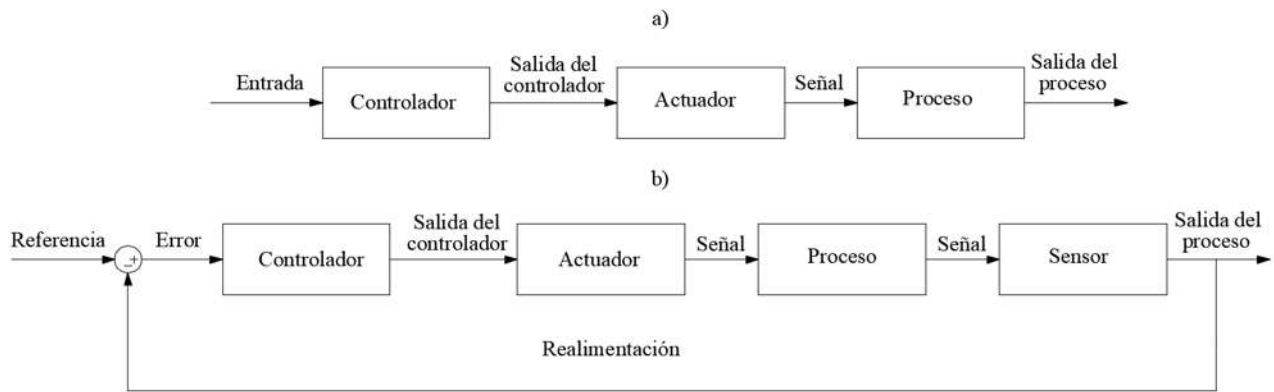 a)
Entrada
Controlador
Salida del
controlador
Actuador
Señal
Proceso
Salida del
proceso
b)
Referencia
− +
Error
Controlador
Salida del
controlador
Actuador
Señal
Proceso
Señal
Sensor
Salida del
proceso
Realimentación